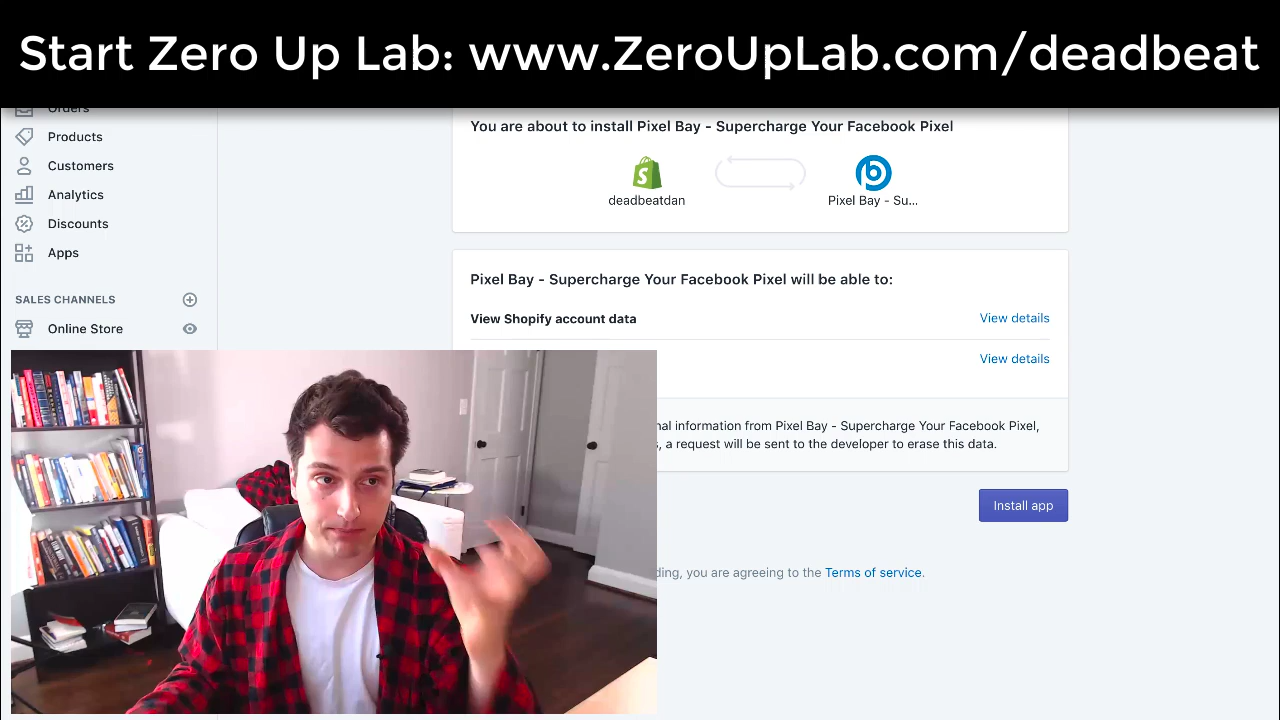 Start Zero Up Lab: www.ZeroUpLab.com/deadbeat
Orders
Products
Customers
Analytics
Discounts
Apps
SALES CHANNELS
Online Store
You are about to install Pixel Bay - Supercharge Your Facebook Pixel
deadbeatdan
Pixel Bay - Su...
Pixel Bay - Supercharge Your Facebook Pixel will be able to:
View Shopify account data View details
View details
nal information from Pixel Bay - Supercharge Your Facebook Pixel,
, a request will be sent to the developer to erase this data.
Install app
ding, you are agreeing to the Terms of service.